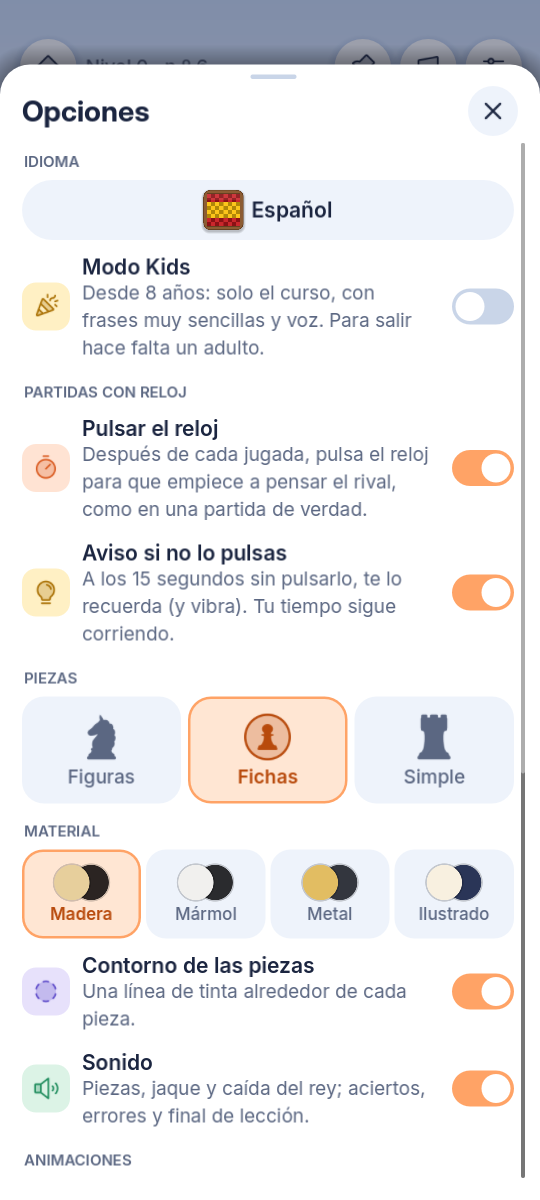 Opciones
IDIOMA
Español
Modo Kids
Desde 8 años: solo el curso, con
frases muy sencillas y voz. Para salir
hace falta un adulto.
PARTIDAS CON RELOJ
Pulsar el reloj
Después de cada jugada, pulsa el reloj
para que empiece a pensar el rival,
como en una partida de verdad.
Aviso si no lo pulsas
A los 15 segundos sin pulsarlo, te lo
recuerda (y vibra). Tu tiempo sigue
corriendo.
PIEZAS
Figuras
Fichas
Simple
MATERIAL
Madera
Mármol
Metal
Ilustrado
Contorno de las piezas
Una línea de tinta alrededor de cada
pieza.
Sonido
Piezas, jaque y caída del rey; aciertos,
errores y final de lección.
ANIMACIONES